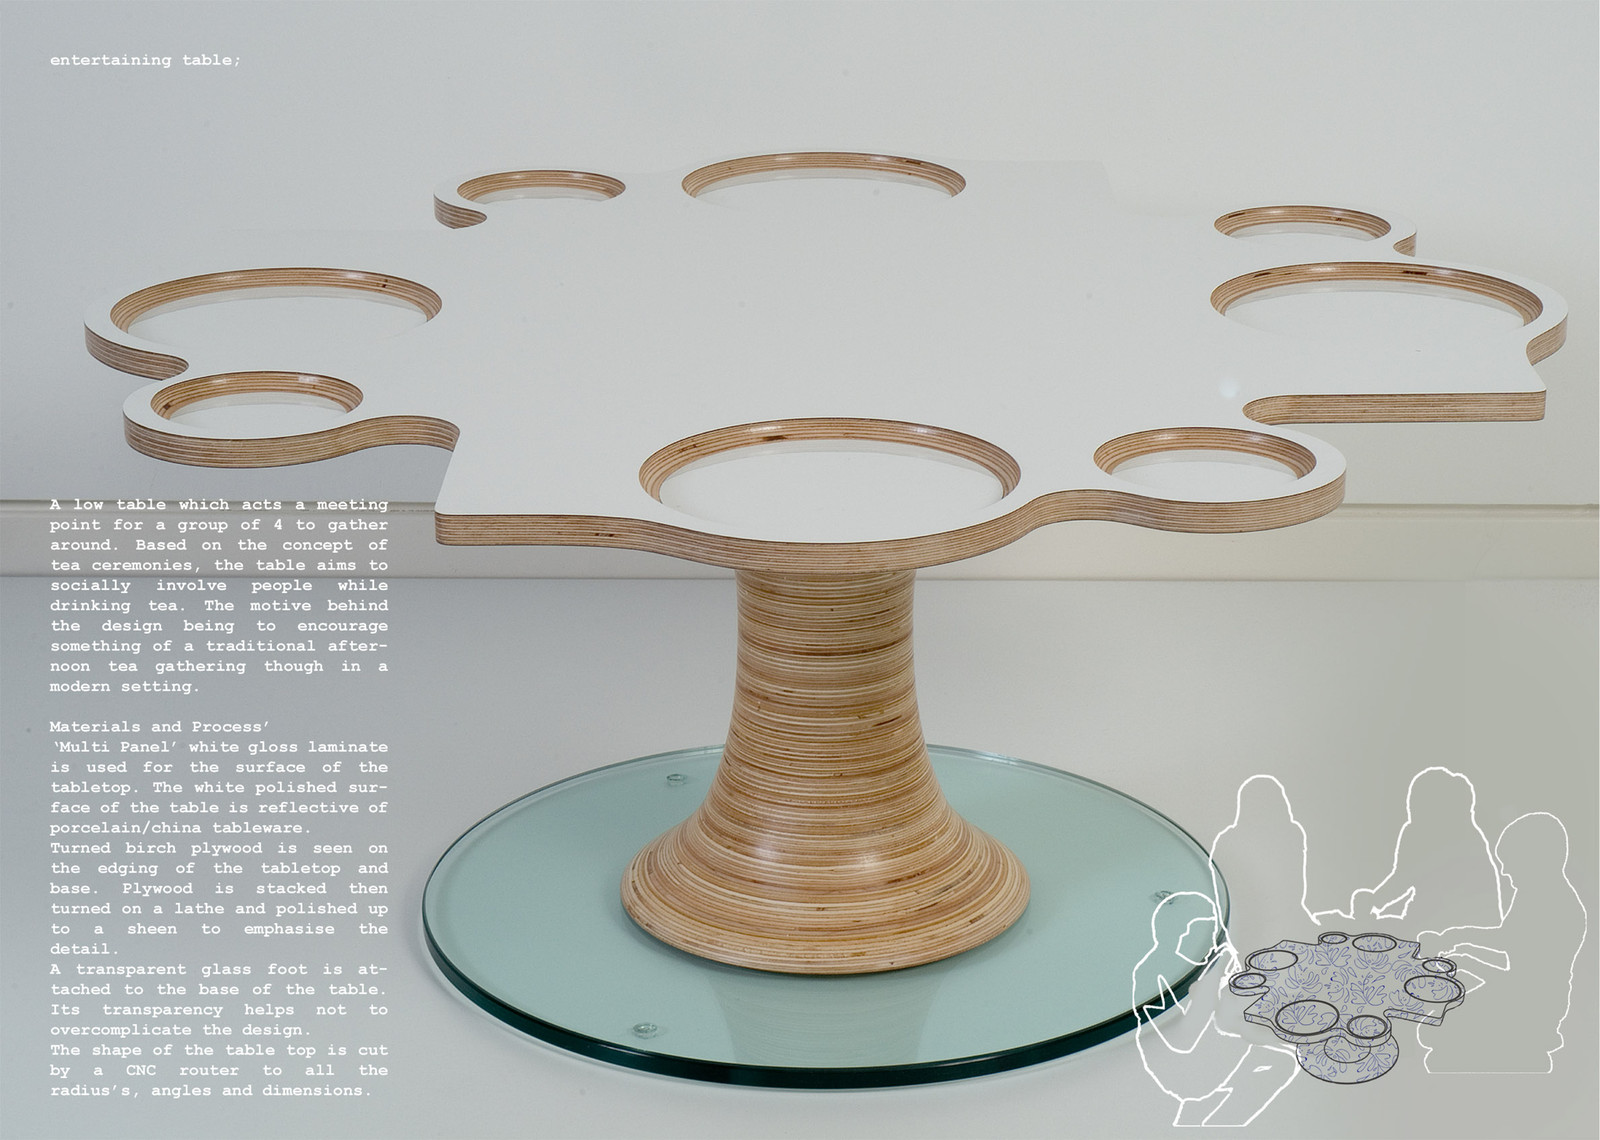 entertaining table;
A low table which acts a meeting
point for a group of 4 to gather
around. Based on the concept of
tea ceremonies, the table aims to
socially involve people while
drinking tea. The motive behind
the design being to encourage
something of a traditional after-
noon tea gathering though in a
modern setting.
Materials and Process’
‘Multi Panel’ white gloss laminate
is used for the surface of the
tabletop. The white polished sur-
face of the table is reflective of
porcelain/china tableware.
Turned birch plywood is seen on
the edging of the tabletop and
base. Plywood is stacked then
turned on a lathe and polished up
to a sheen to emphasise the
detail.
A transparent glass foot is at-
tached to the base of the table.
Its transparency helps not to
overcomplicate the design.
The shape of the table top is cut
by a CNC router to all the
radius’s, angles and dimensions.